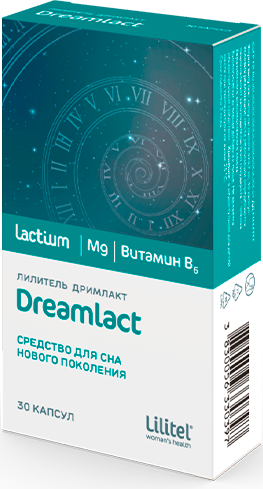 Lactium | Mg | Витамин B6
ЛИЛИТЕЛЬ ДРИМЛАКТ
Dreamlact
СРЕДСТВО ДЛЯ СНА
НОВОГО ПОКОЛЕНИЯ
30 КАПСУЛ
Lilitel®
woman's health